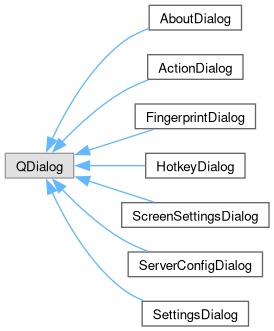 AboutDialog
ActionDialog
FingerprintDialog
QDialog
HotkeyDialog
ScreenSettingsDialog
ServerConfigDialog
SettingsDialog